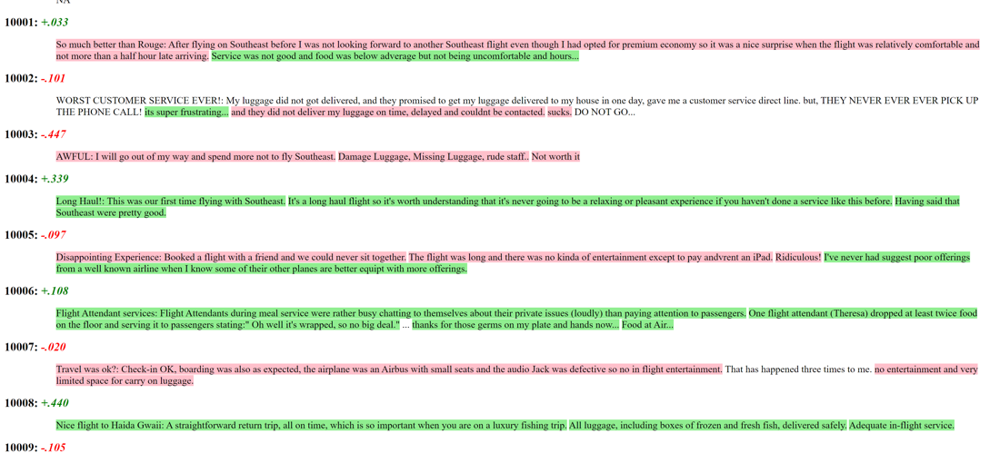 NA
10001: +.033
So much better than Rouge: After flying on Southeast before I was not looking forward to another Southeast flight even though I had opted for premium economy so it was a nice surprise when the flight was relatively comfortable and
not more than a half hour late arriving. Service was not good and food was below adverage but not being uncomfortable and hours...
10002: -.101
WORST CUSTOMER SERVICE EVER!: My luggage did not got delivered, and they promised to get my luggage delivered to my house in one day, gave me a customer service direct line. but, THEY NEVER EVER EVER PICK UP
THE PHONE CALL! its super frustrating... and they did not deliver my luggage on time, delayed and couldnt be contacted. sucks. DO NOT GO...
10003: -.447
AWFUL: I will go out of my way and spend more not to fly Southeast. Damage Luggage, Missing Luggage, rude staff.. Not worth it
10004: +.339
Long Haul!: This was our first time flying with Southeast. It's a long haul flight so it's worth understanding that it's never going to be a relaxing or pleasant experience if you haven't done a service like this before. Having said that
Southeast were pretty good.
10005: -.097
Disappointing Experience: Booked a flight with a friend and we could never sit together. The flight was long and there was no kinda of entertainment except to pay andvrent an iPad. Ridiculous! I've never had suggest poor offerings
from a well known airline when I know some of their other planes are better equipt with more offerings.
10006: +.108
Flight Attendant services: Flight Attendants during meal service were rather busy chatting to themselves about their private issues (loudly) than paying attention to passengers. One flight attendant (Theresa) dropped at least twice food
on the floor and serving it to passengers stating:" Oh well it's wrapped, so no big deal." ... thanks for those germs on my plate and hands now... Food at Air...
10007: -.020
Travel was ok?: Check-in OK, boarding was also as expected, the airplane was an Airbus with small seats and the audio Jack was defective so no in flight entertainment. That has happened three times to me. no entertainment and very
limited space for carry on luggage.
10008: +.440
Nice flight to Haida Gwaii: A straightforward return trip, all on time, which is so important when you are on a luxury fishing trip. All luggage, including boxes of frozen and fresh fish, delivered safely. Adequate in-flight service.
10009: -.105